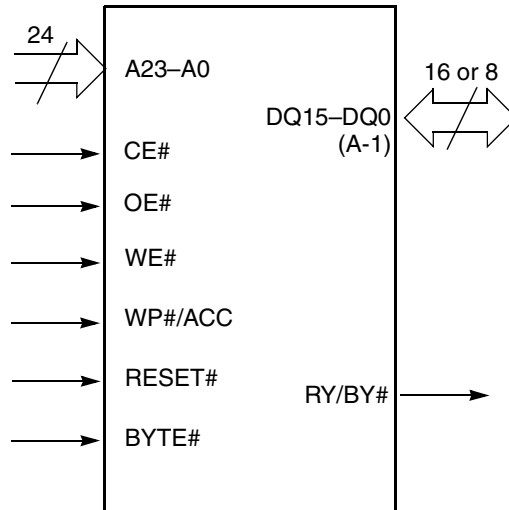 24
A23–A0
16 or 8
DQ15–DQ0
(A-1)
CE#
OE#
WE#
WP#/ACC
RESET#
RY/BY#
BYTE#